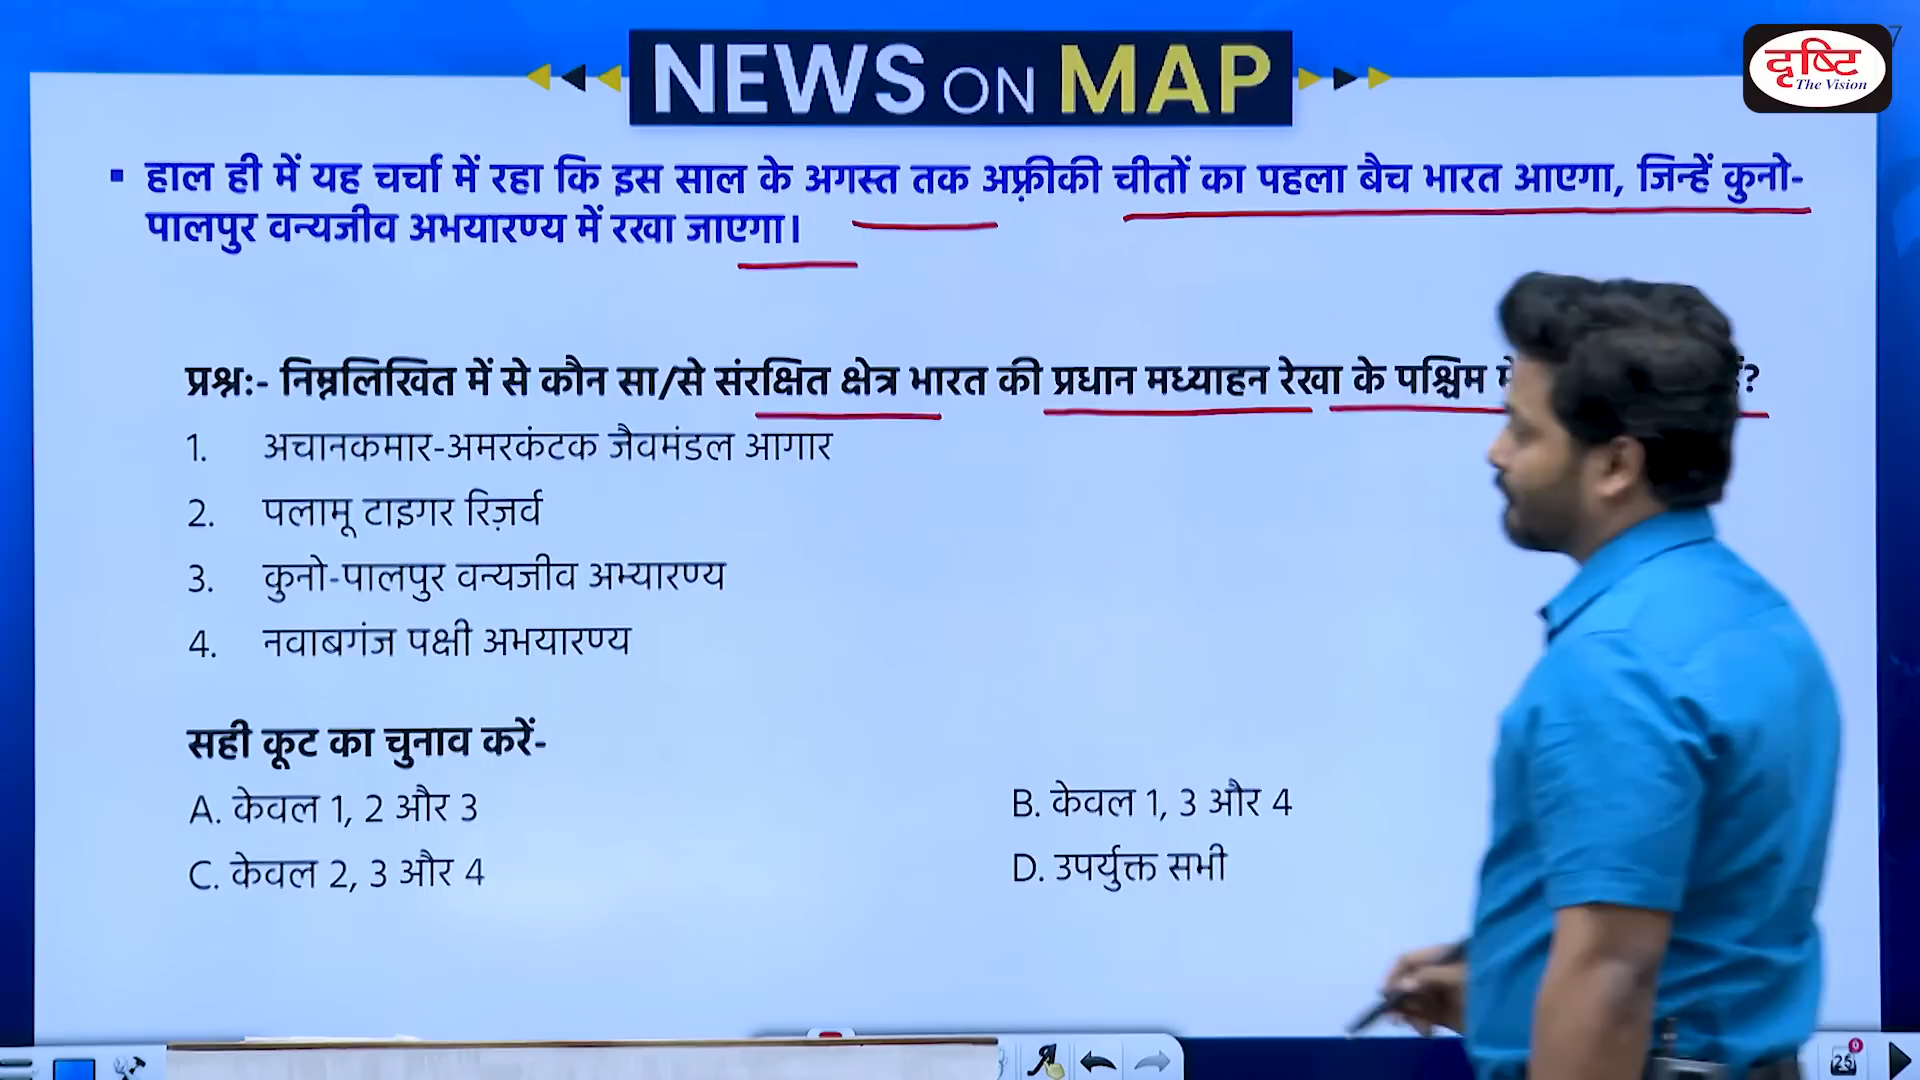 NEWS ON MAP
7
दृष्टि
The Vision
▪ हाल ही में यह चर्चा में रहा कि इस साल के अगस्त तक अफ़्रीकी चीतों का पहला बैच भारत आएगा, जिन्हें कुनो-
पालपुर वन्यजीव अभयारण्य में रखा जाएगा।
प्रश्न:- निम्नलिखित में से कौन सा/से संरक्षित क्षेत्र भारत की प्रधान मध्याहन रेखा के पश्चिम ?
1. अचानकमार-अमरकंटक जैवमंडल आगार
2. पलामू टाइगर रिज़र्व
3. कुनो-पालपुर वन्यजीव अभ्यारण्य
4. नवाबगंज पक्षी अभयारण्य
सही कूट का चुनाव करें-
A. केवल 1, 2 और 3
B. केवल 1, 3 और 4
C. केवल 2, 3 और 4
D. उपर्युक्त सभी
25